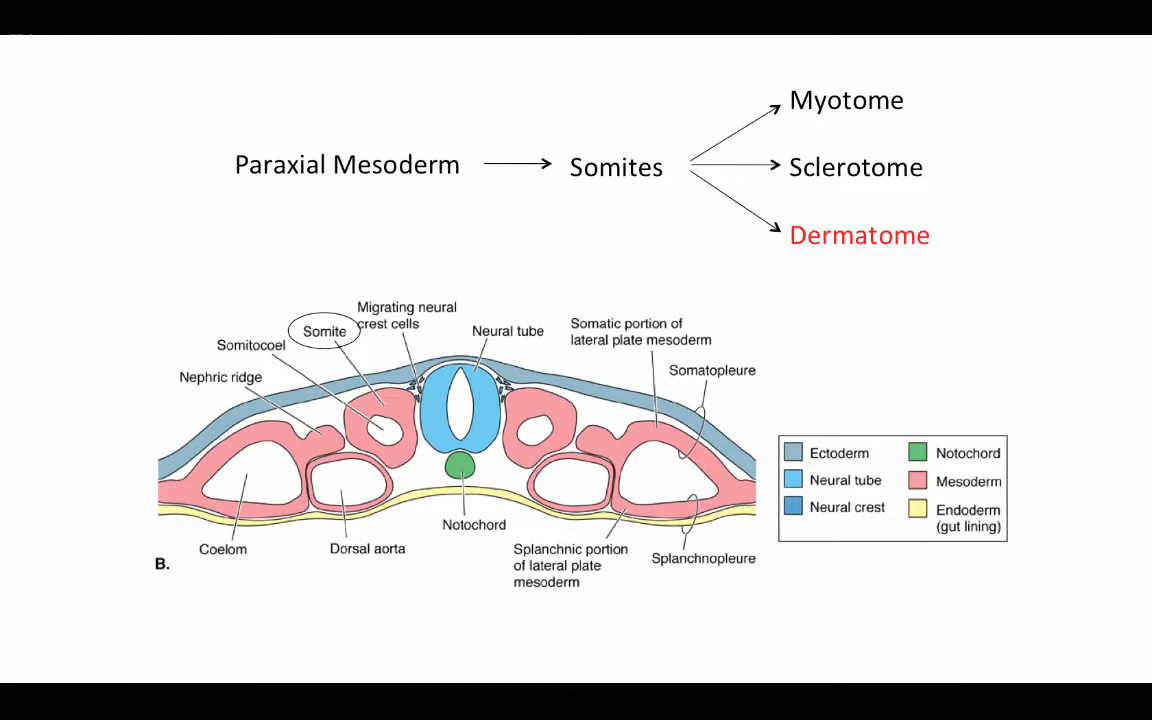 Myotome
Paraxial Mesoderm
Somites
Sclerotome
Dermatome
Migrating neural
crest cells
Somite
Neural tube
Somatic portion of
lateral plate mesoderm
Somitocoel
Nephric ridge
Somatopleure
Ectoderm
Notochord
Neural tube
Mesoderm
Neural crest
Endoderm
(gut lining)
Notochord
Coelom
Dorsal aorta
Splanchnic portion
of lateral plate
mesoderm
Splanchnopleure
B.